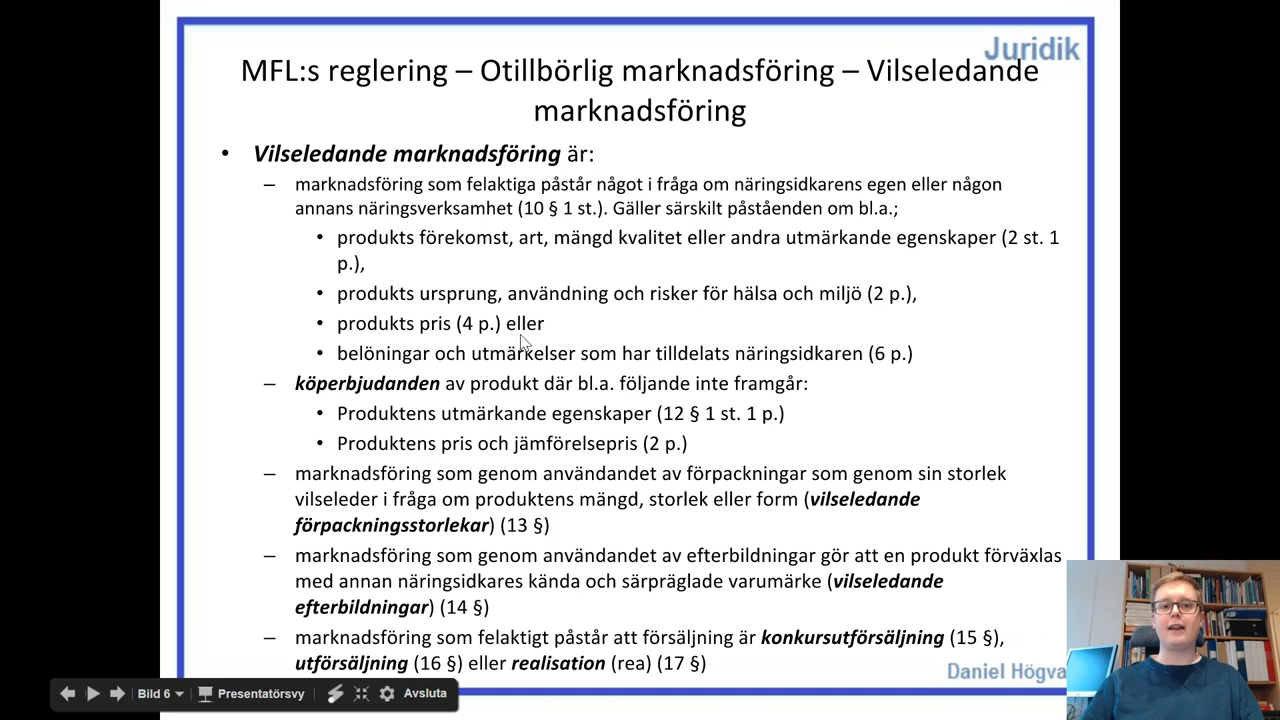 Juridik
MFL:s reglering – Otillbörlig marknadsföring – Vilseledande
marknadsföring
• Vilseledande marknadsföring är:
– marknadsföring som felaktiga påstår något i fråga om näringsidkarens egen eller någon
annans näringsverksamhet (10 § 1 st.). Gäller särskilt påståenden om bl.a.;
• produkts förekomst, art, mängd kvalitet eller andra utmärkande egenskaper (2 st. 1
p.),
• produkts ursprung, användning och risker för hälsa och miljö (2 p.),
• produkts pris (4 p.) eller
• belöningar och utmärkelser som har tilldelats näringsidkaren (6 p.)
– köperbjudanden av produkt där bl.a. följande inte framgår:
• Produktens utmärkande egenskaper (12 § 1 st. 1 p.)
• Produktens pris och jämförelsepris (2 p.)
– marknadsföring som genom användandet av förpackningar som genom sin storlek
vilseleder i fråga om produktens mängd, storlek eller form (vilseledande
förpackningsstorlekar) (13 §)
– marknadsföring som genom användandet av efterbildningar gör att en produkt förväxlas
med annan näringsidkares kända och särpräglade varumärke (vilseledande
efterbildningar) (14 §)
– marknadsföring som felaktigt påstår att försäljning är konkursutförsäljning (15 §),
utförsäljning (16 §) eller realisation (rea) (17 §)
Daniel Högva
Bild 6 Presentatörsvy Avsluta